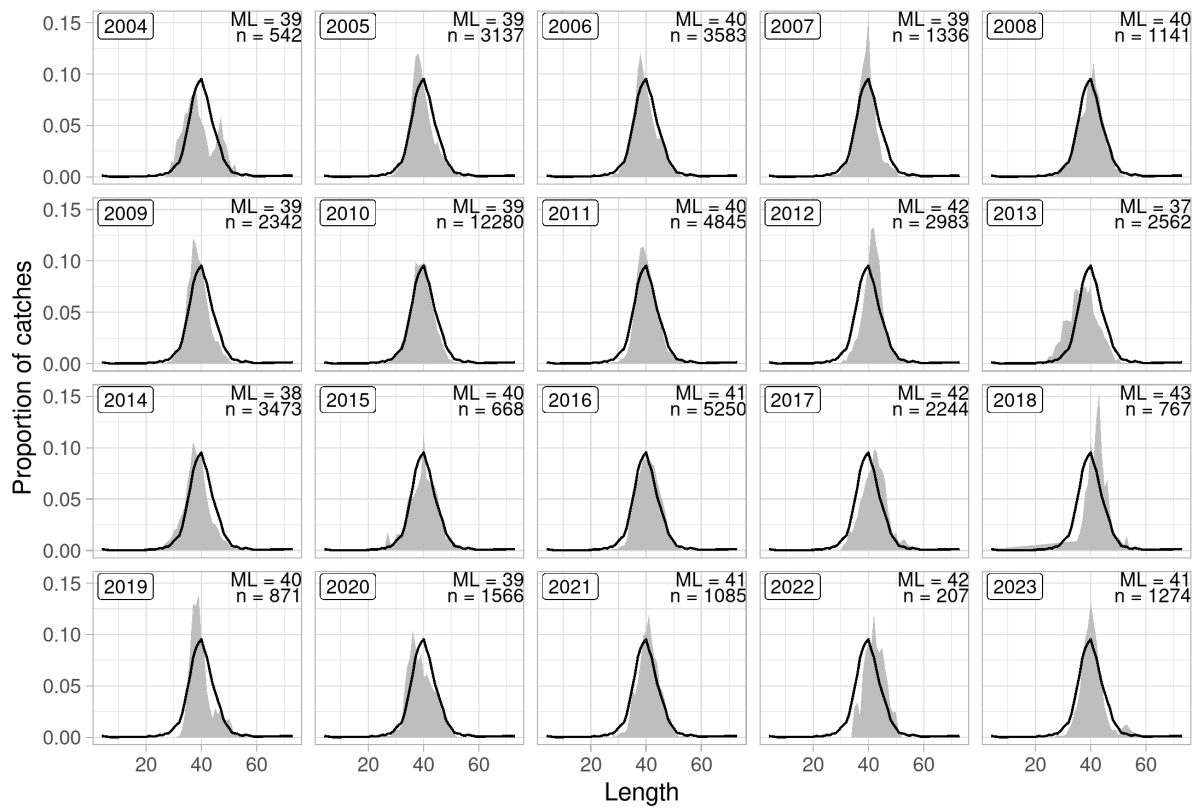 Proportion of catches
0.15
0.10
0.05
0.00
2004
ML = 39
n = 542
2005
ML = 39
n = 3137
2006
ML = 40
n = 3583
2007
ML = 39
n = 1336
2008
ML = 40
n = 1141
0.15
0.10
0.05
0.00
2009
ML = 39
n = 2342
2010
ML = 39
n = 12280
2011
ML = 40
n = 4845
2012
ML = 42
n = 2983
2013
ML = 37
n = 2562
0.15
0.10
0.05
0.00
2014
ML = 38
n = 3473
2015
ML = 40
n = 668
2016
ML = 41
n = 5250
2017
ML = 42
n = 2244
2018
ML = 43
n = 767
0.15
0.10
0.05
0.00
2019
ML = 40
n = 871
2020
ML = 39
n = 1566
2021
ML = 41
n = 1085
2022
ML = 42
n = 207
2023
ML = 41
n = 1274
20 40 60 20 40 60 20 40 60 20 40 60 20 40 60
Length